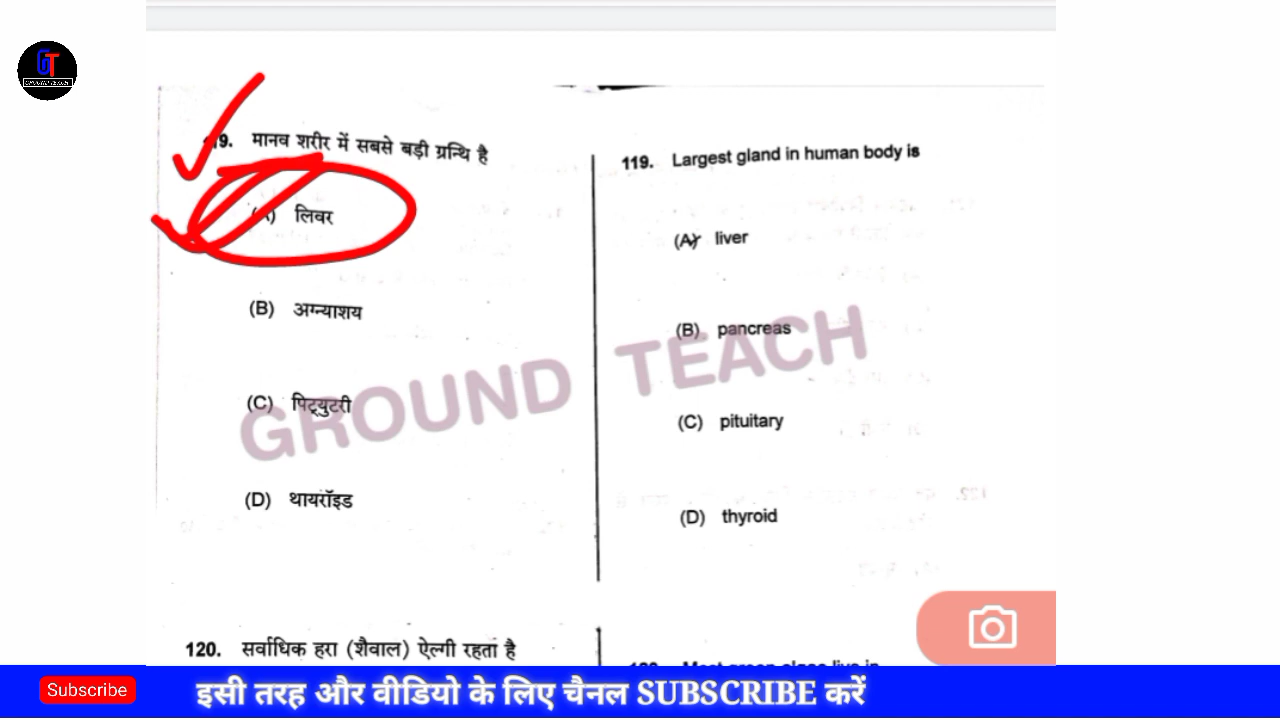 GT
119. मानव शरीर में सबसे बड़ी ग्रन्थि है
(A) लिवर
(B) अग्न्याशय
(C) पिट्युटरी
(D) थायरॉइड
120. सर्वाधिक हरा (शैवाल) ऐल्गी रहता है
119. Largest gland in human body is
(A) liver
(B) pancreas
(C) pituitary
(D) thyroid
GROUND TEACH
Subscribe
इसी तरह और वीडियो के लिए चैनल SUBSCRIBE करें